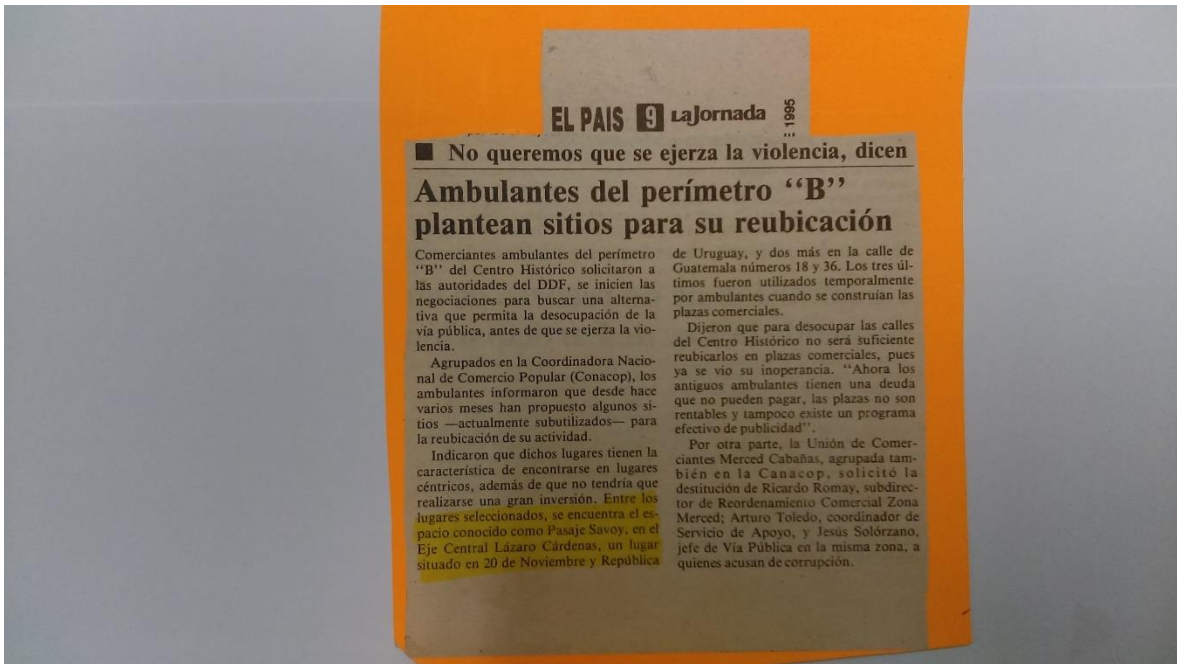 EL PAIS 9 LaJornada
1995
■ No queremos que se ejerza la violencia, dicen
Ambulantes del perímetro “B”
plantean sitios para su reubicación
Comerciantes ambulantes del perímetro
“B” del Centro Histórico solicitaron a
las autoridades del DDF, se inicien las
negociaciones para buscar una alterna-
tiva que permita la desocupación de la
vía pública, antes de que se ejerza la vio-
lencia.
Agrupados en la Coordinadora Nacio-
nal de Comercio Popular (Conacop), los
ambulantes informaron que desde hace
varios meses han propuesto algunos si-
tios —actualmente subutilizados— para
la reubicación de su actividad.
Indicaron que dichos lugares tienen la
característica de encontrarse en lugares
céntricos, además de que no tendría que
realizarse una gran inversión. Entre los
lugares seleccionados, se encuentra el es-
pacio conocido como Pasaje Savoy, en el
Eje Central Lázaro Cárdenas, un lugar
situado en 20 de Noviembre y República
de Uruguay, y dos más en la calle de
Guatemala números 18 y 36. Los tres úl-
timos fueron utilizados temporalmente
por ambulantes cuando se construían las
plazas comerciales.
Dijeron que para desocupar las calles
del Centro Histórico no será suficiente
reubicarlos en plazas comerciales, pues
ya se vio su inoperancia. “Ahora los
antiguos ambulantes tienen una deuda
que no pueden pagar, las plazas no son
rentables y tampoco existe un programa
efectivo de publicidad”.
Por otra parte, la Unión de Comer-
ciantes Merced Cabañas, agrupada tam-
bién en la Canacop, solicitó la
destitución de Ricardo Romay, subdirec-
tor de Reordenamiento Comercial Zona
Merced; Arturo Toledo, coordinador de
Servicio de Apoyo, y Jesús Solórzano,
jefe de Vía Pública en la misma zona, a
quienes acusan de corrupción.